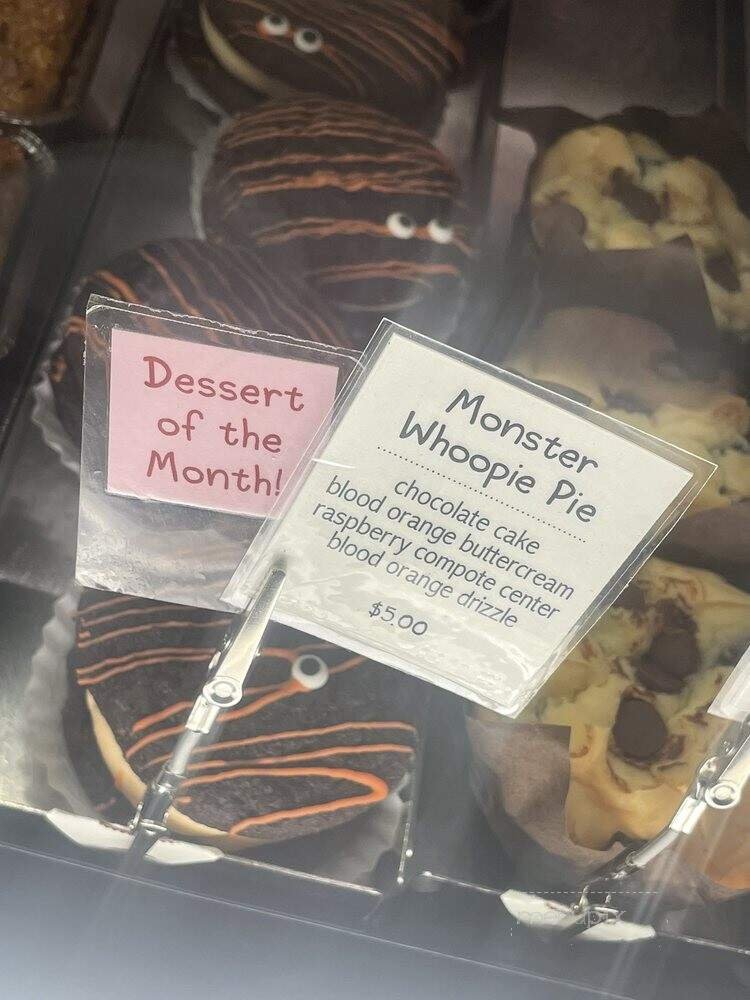 Dessert
of the
Month!
Monster
Whoopie Pie
chocolate cake
blood orange buttercream
raspberry compote center
blood orange drizzle
$5.00